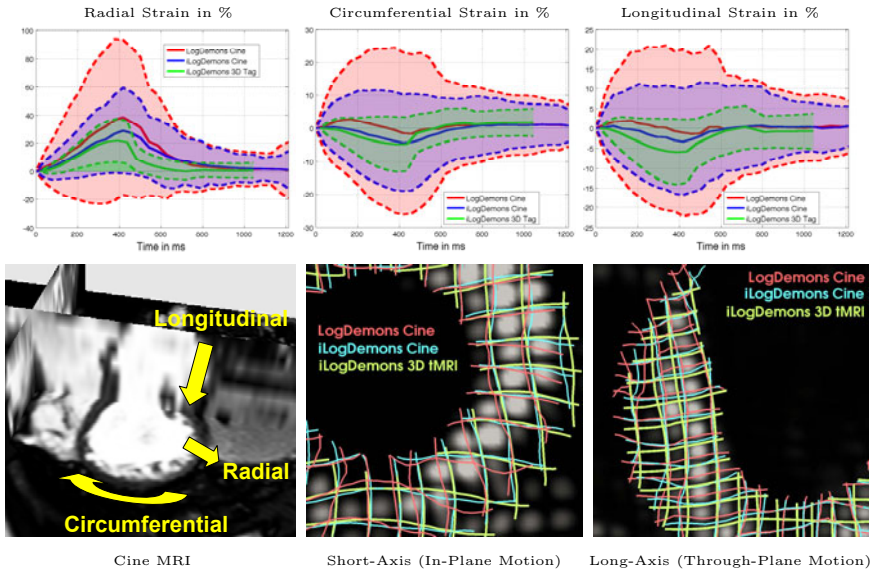 Radial Strain in %
Circumferential Strain in %
Longitudinal Strain in %
100
80
60
40
20
0
-20
-40
LogDemons Cine
iLogDemons Cine
iLogDemons 3D Tag
0 200 400 600 800 1000 1200
Time in ms
30
20
10
0
-10
-20
-30
LogDemons Cine
iLogDemons Cine
iLogDemons 3D Tag
0 200 400 600 800 1000 1200
Time in ms
25
20
15
10
5
0
-5
-10
-15
-20
-25
LogDemons Cine
iLogDemons Cine
iLogDemons 3D Tag
0 200 400 600 800 1000 1200
Time in ms
Longitudinal
Radial
Circumferential
LogDemons Cine
iLogDemons Cine
iLogDemons 3D tMRI
LogDemons Cine
iLogDemons Cine
iLogDemons 3D tMRI
Cine MRI
Short-Axis (In-Plane Motion)
Long-Axis (Through-Plane Motion)